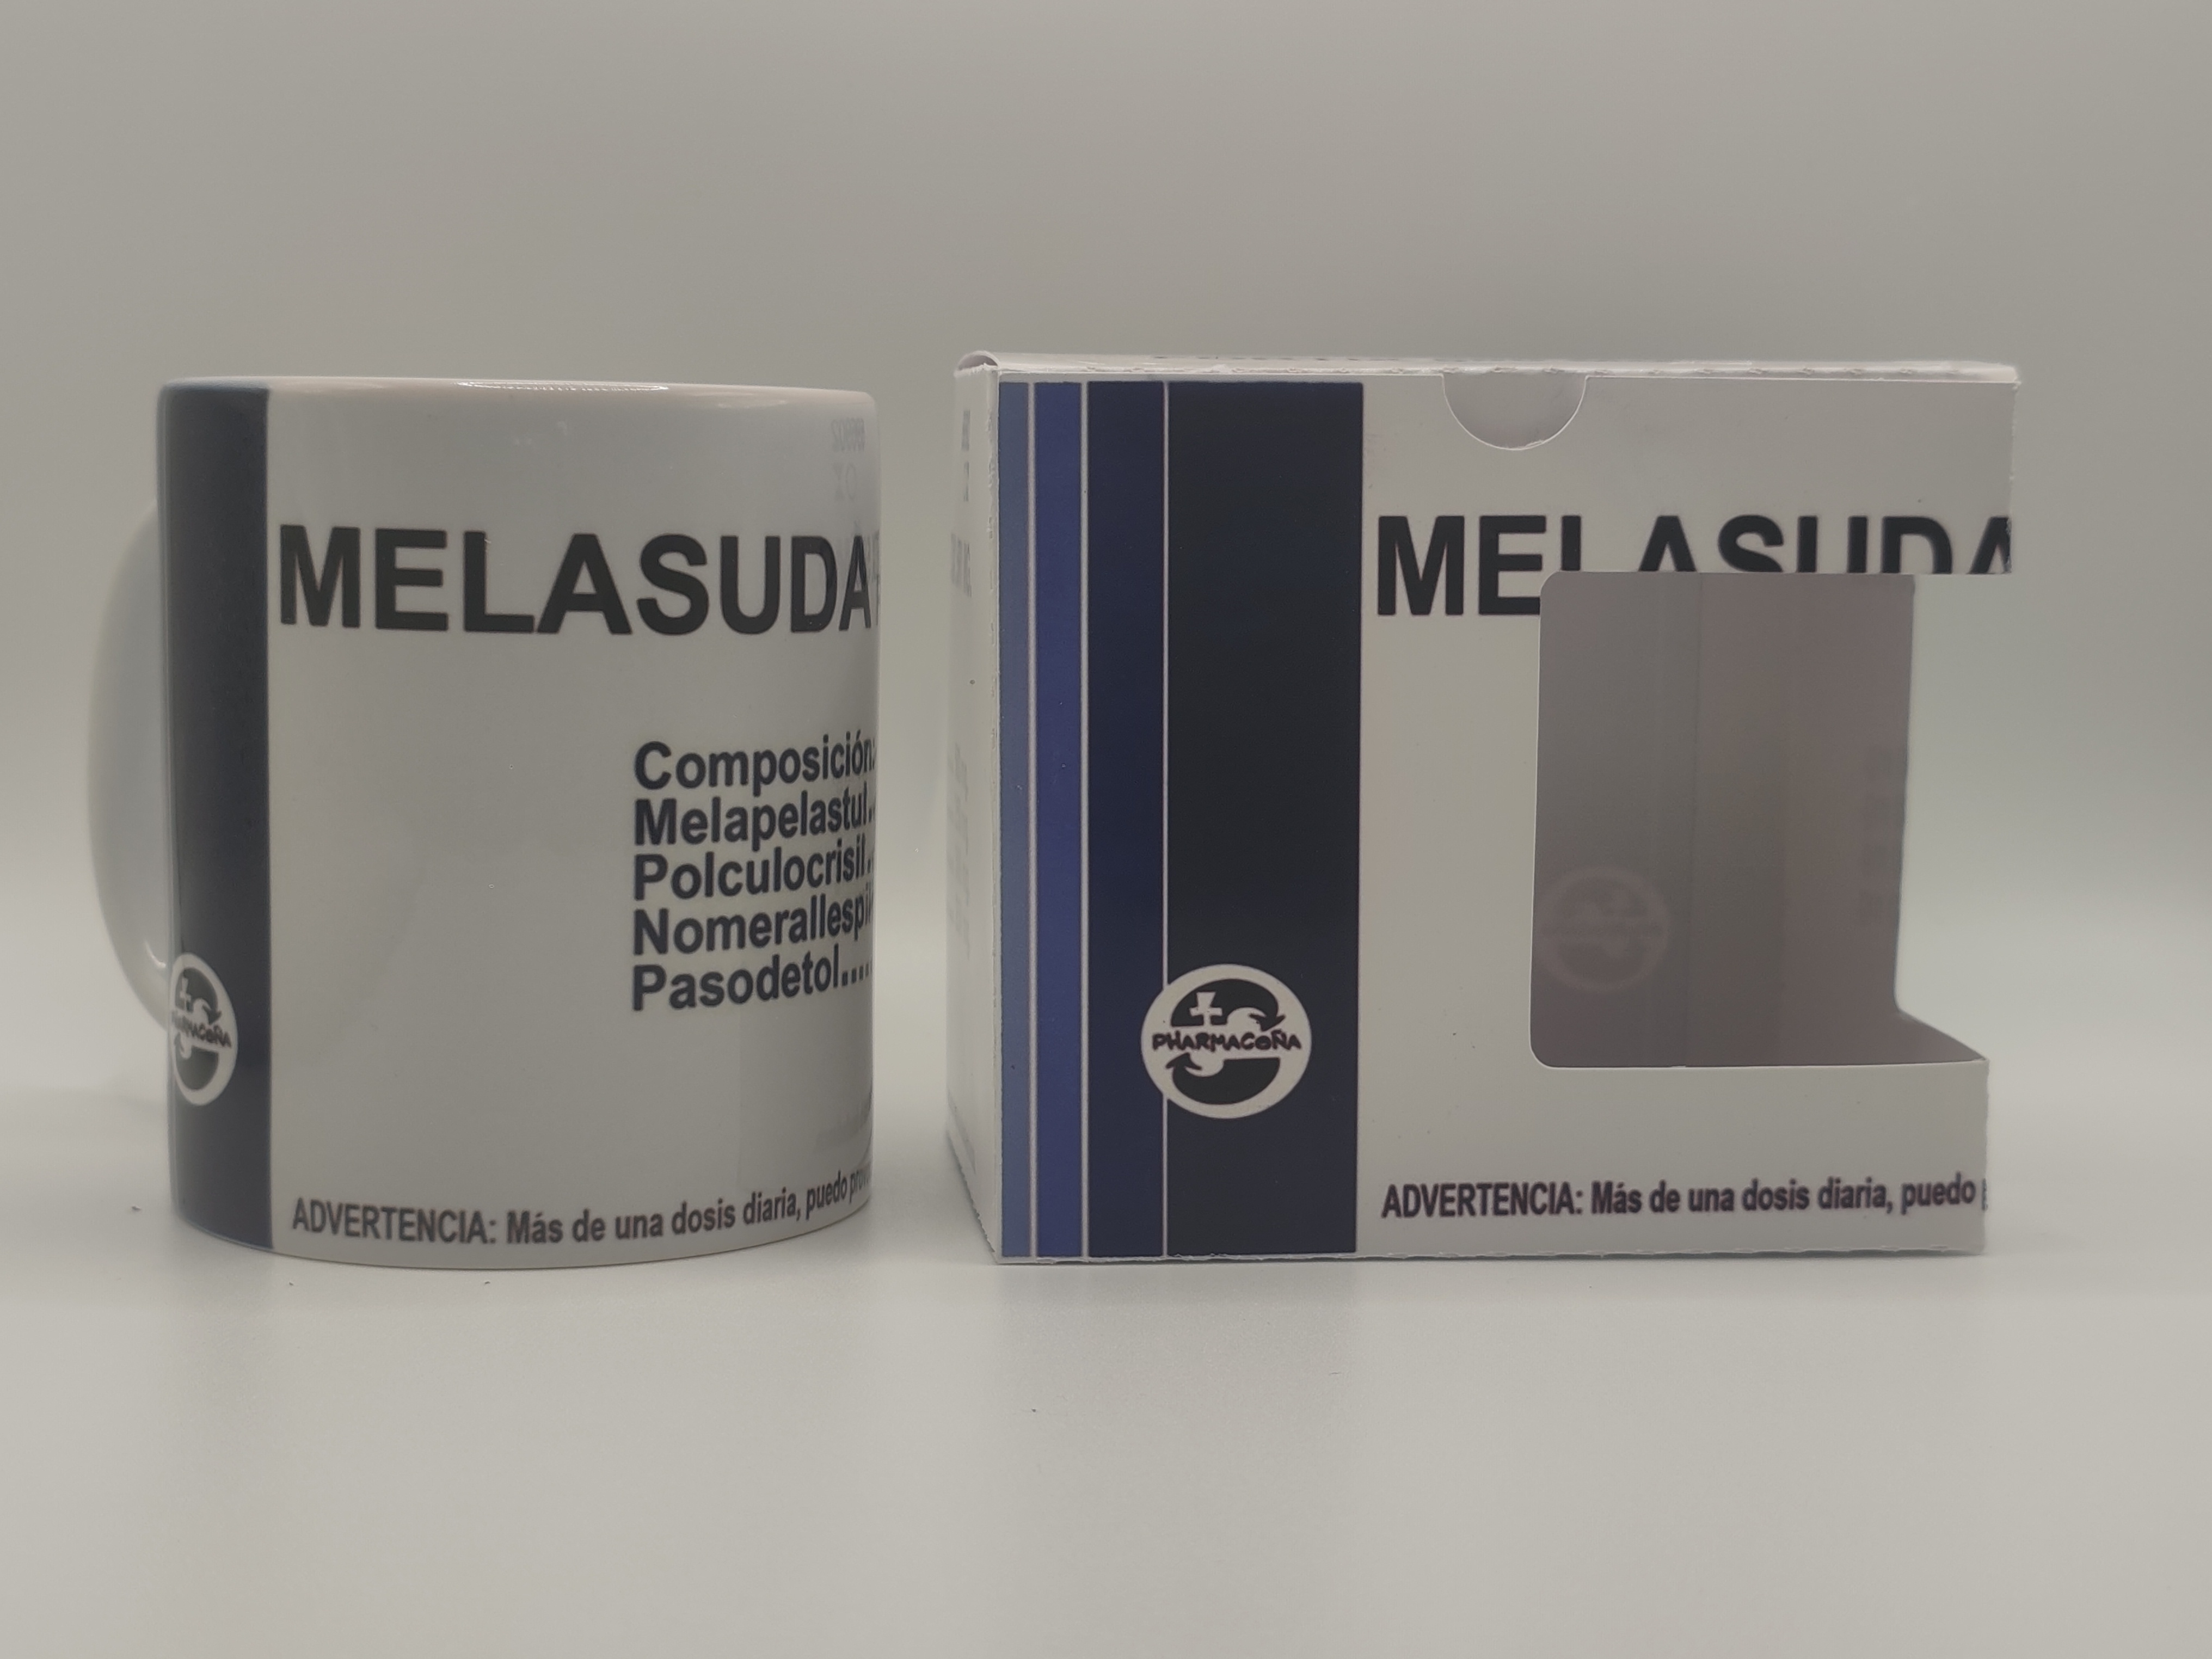 MELASUDA
Composición:
Melapelastul..
Polculocrisil..
Nomerallespi
Pasodetol.....
ADVERTENCIA: Más de una dosis diaria, puedo
PHARMACOÑA
MELASUDA
PHARMACOÑA
ADVERTENCIA: Más de una dosis diaria, puedo